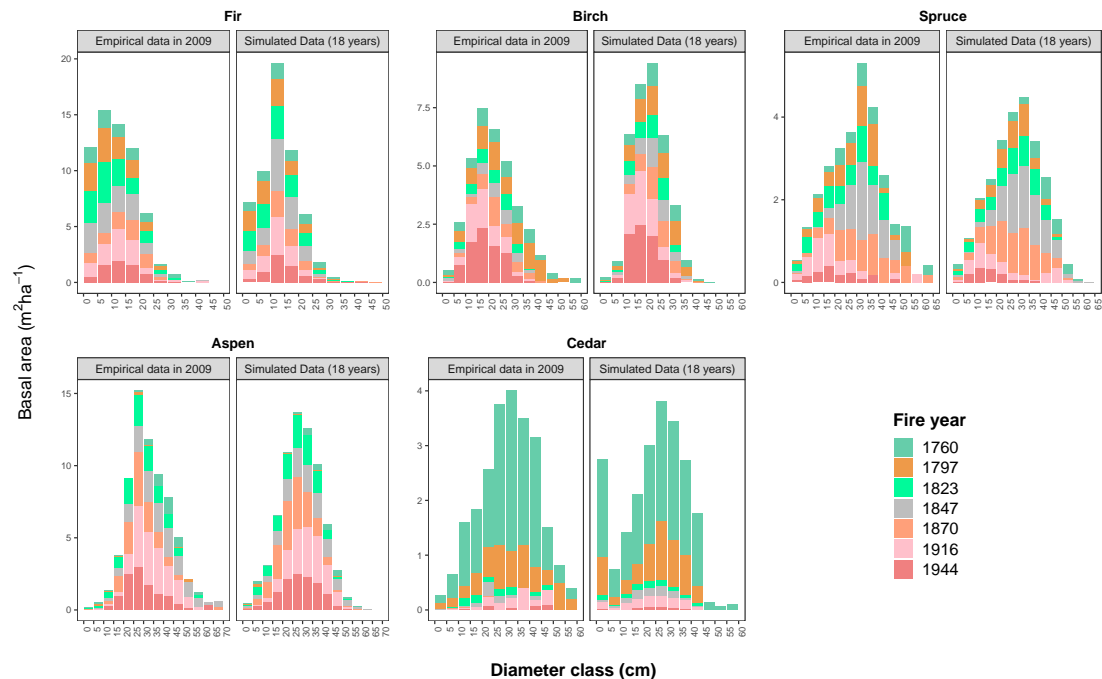 Fir
Birch
Spruce
Empirical data in 2009
Simulated Data (18 years)
Empirical data in 2009
Simulated Data (18 years)
Empirical data in 2009
Simulated Data (18 years)
20
15
10
5
0
7.5
5.0
2.5
0.0
4
2
0
0 5 10 15 20 25 30 35 40 45 50
0 5 10 15 20 25 30 35 40 45 50
0 5 10 15 20 25 30 35 40 45 50 55 60
0 5 10 15 20 25 30 35 40 45 50 55 60
0 5 10 15 20 25 30 35 40 45 50 55 60 65
0 5 10 15 20 25 30 35 40 45 50 55 60 65
Basal area (m²ha⁻¹)
Aspen
Cedar
Empirical data in 2009
Simulated Data (18 years)
Empirical data in 2009
Simulated Data (18 years)
15
10
5
0
4
3
2
1
0
0 5 10 15 20 25 30 35 40 45 50 55 60 65 70
0 5 10 15 20 25 30 35 40 45 50 55 60 65 70
0 5 10 15 20 25 30 35 40 45 50 55 60
0 5 10 15 20 25 30 35 40 45 50 55 60
Fire year
1760
1797
1823
1847
1870
1916
1944
Diameter class (cm)